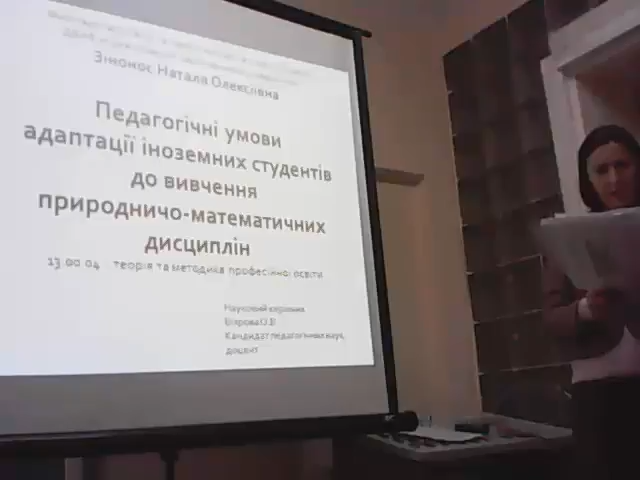 Зінонос Наталя Олексіївна
Педагогічні умови
адаптації іноземних студентів
до вивчення
природничо-математичних
дисциплін
13.00.04 теорія та методика професійної освіти
Науковий керівник
Кандидат педагогічних наук,
доцент